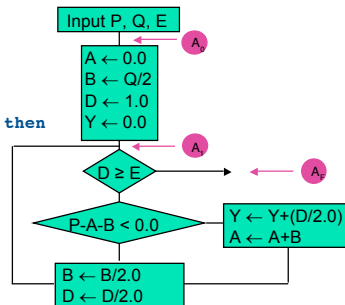 Input P, Q, E
A₀
A ← 0.0
B ← Q/2
D ← 1.0
Y ← 0.0
then
A₁
D ≥ E
A_F
P-A-B < 0.0
Y ← Y+(D/2.0)
A ← A+B
B ← B/2.0
D ← D/2.0